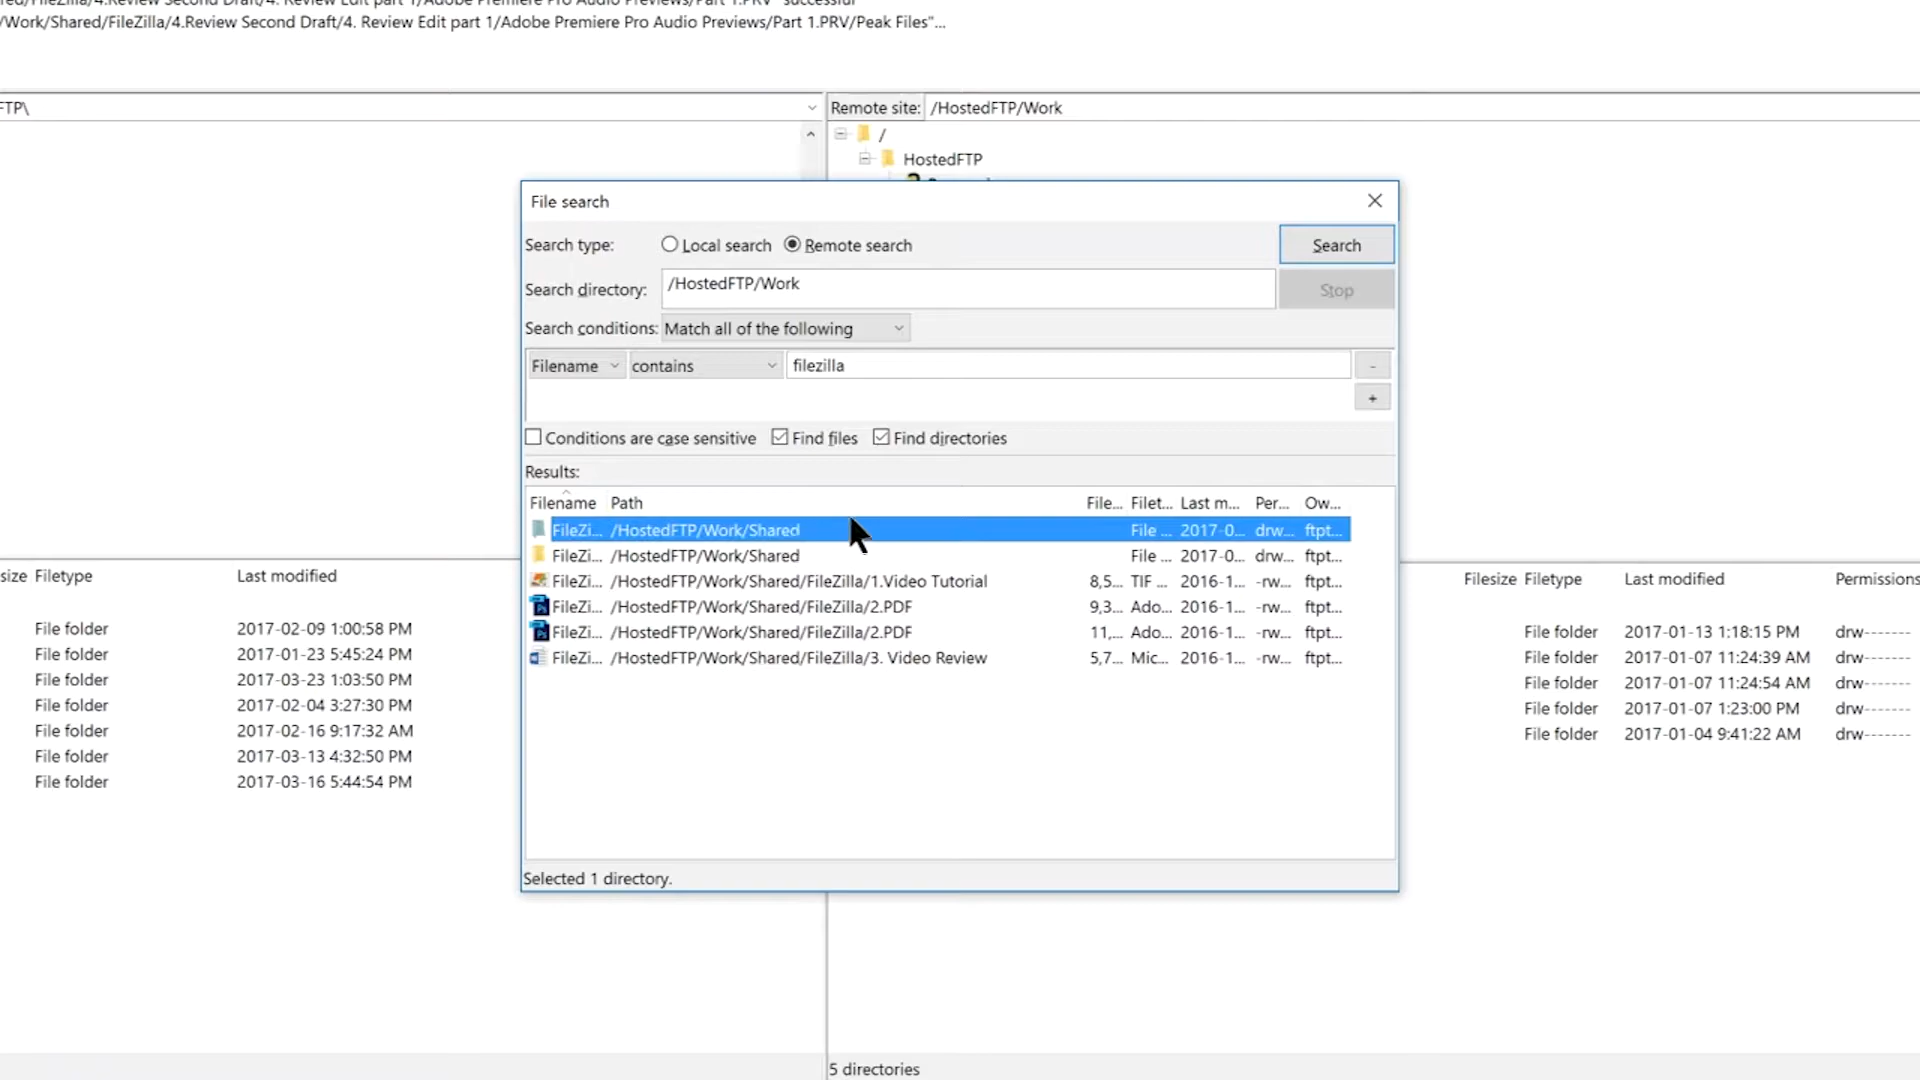 /Work/Shared/FileZilla/4.Review Second Draft/4. Review Edit part 1/Adobe Premiere Pro Audio Previews/Part 1.PRV/Peak Files"...
FTP\
Remote site: /HostedFTP/Work
/
HostedFTP
File search
Search type: Local search Remote search Search
Search directory: /HostedFTP/Work Stop
Search conditions: Match all of the following
Filename contains filezilla -
+
Conditions are case sensitive Find files Find directories
Results:
Filename Path File... Filet... Last m... Per... Ow...
FileZi... /HostedFTP/Work/Shared File ... 2017-0... drw... ftpt...
FileZi... /HostedFTP/Work/Shared File ... 2017-0... drw... ftpt...
FileZi... /HostedFTP/Work/Shared/FileZilla/1.Video Tutorial 8,5... TIF ... 2016-1... -rw... ftpt...
FileZi... /HostedFTP/Work/Shared/FileZilla/2.PDF 9,3... Ado... 2016-1... -rw... ftpt...
FileZi... /HostedFTP/Work/Shared/FileZilla/2.PDF 11,... Ado... 2016-1... -rw... ftpt...
FileZi... /HostedFTP/Work/Shared/FileZilla/3. Video Review 5,7... Mic... 2016-1... -rw... ftpt...
Selected 1 directory.
size Filetype Last modified
File folder 2017-02-09 1:00:58 PM
File folder 2017-01-23 5:45:24 PM
File folder 2017-03-23 1:03:50 PM
File folder 2017-02-04 3:27:30 PM
File folder 2017-02-16 9:17:32 AM
File folder 2017-03-13 4:32:50 PM
File folder 2017-03-16 5:44:54 PM
Filesize Filetype Last modified Permissions
File folder 2017-01-13 1:18:15 PM drw-------
File folder 2017-01-07 11:24:39 AM drw-------
File folder 2017-01-07 11:24:54 AM drw-------
File folder 2017-01-07 1:23:00 PM drw-------
File folder 2017-01-04 9:41:22 AM drw-------
5 directories